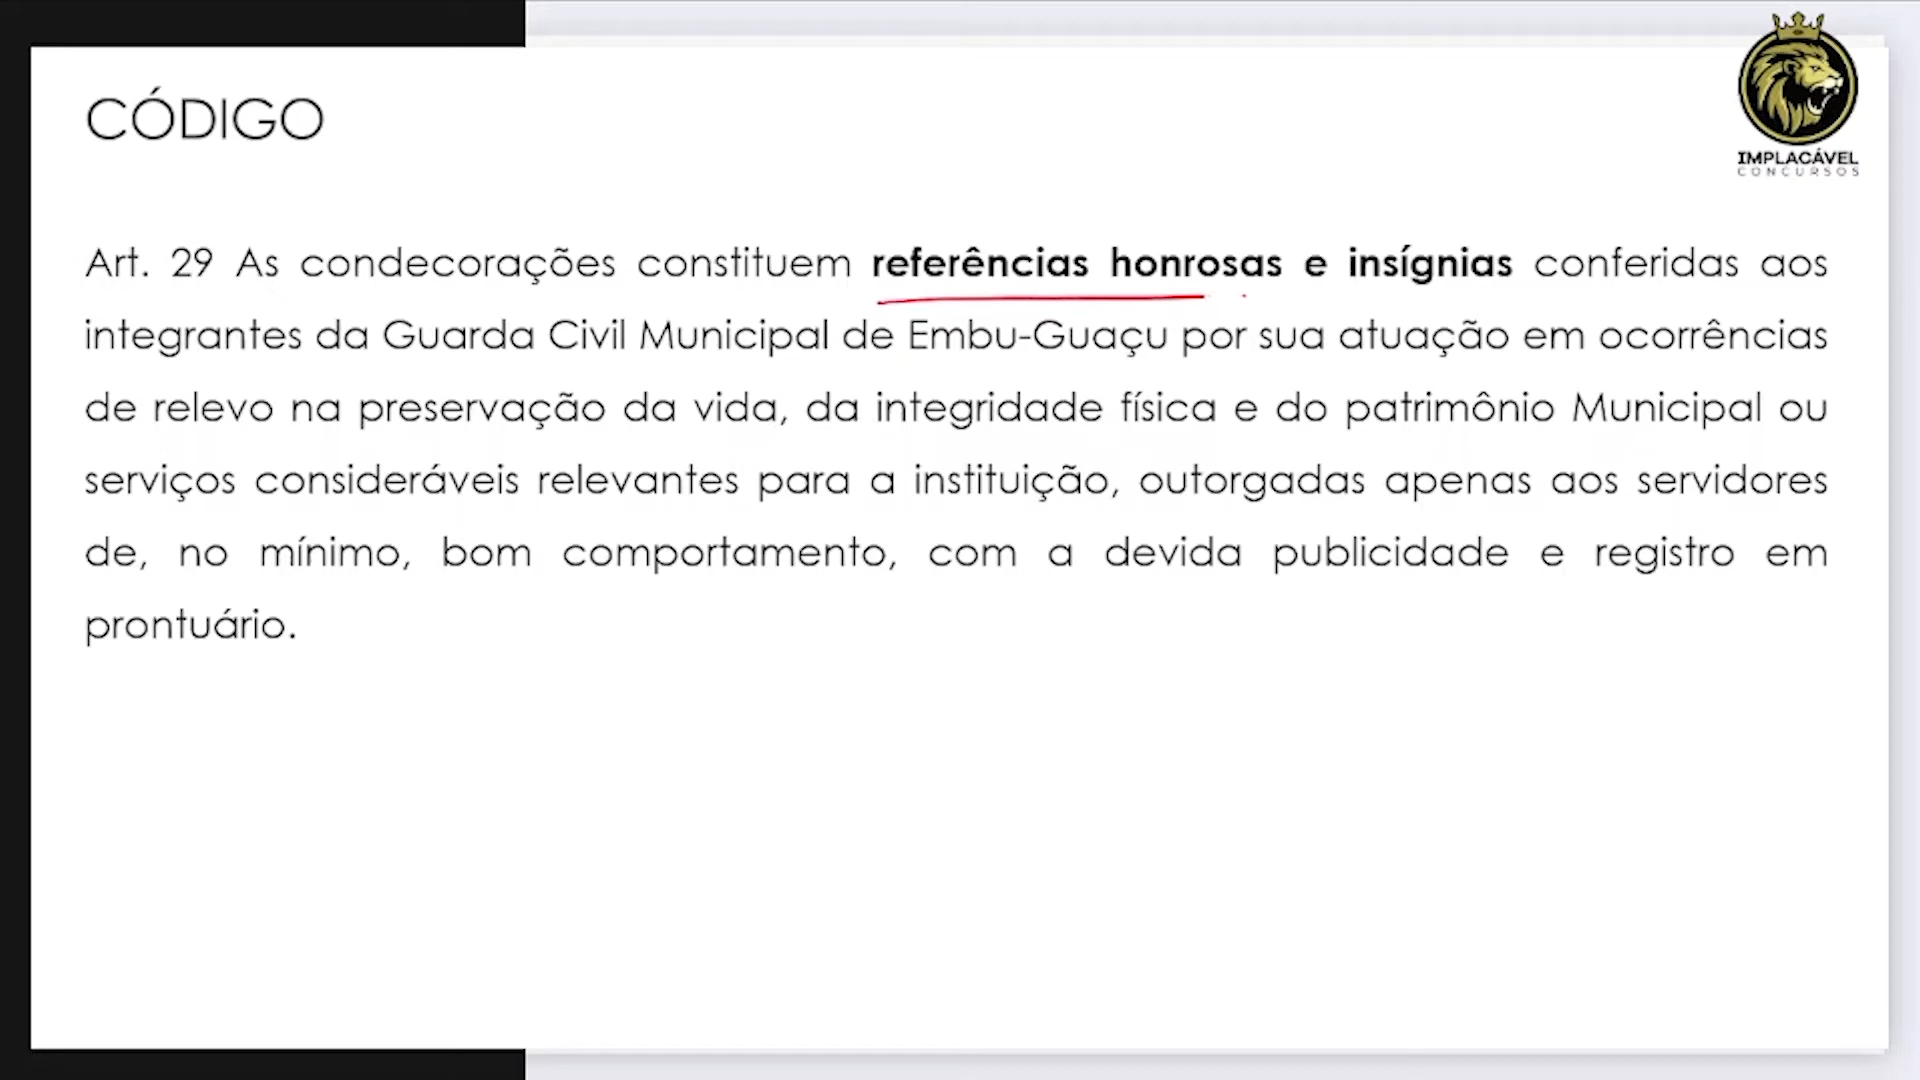 CÓDIGO
IMPLACÁVEL
CONCURSOS
Art. 29 As condecorações constituem referências honrosas e insígnias conferidas aos
integrantes da Guarda Civil Municipal de Embu-Guaçu por sua atuação em ocorrências
de relevo na preservação da vida, da integridade física e do patrimônio Municipal ou
serviços consideráveis relevantes para a instituição, outorgadas apenas aos servidores
de, no mínimo, bom comportamento, com a devida publicidade e registro em
prontuário.